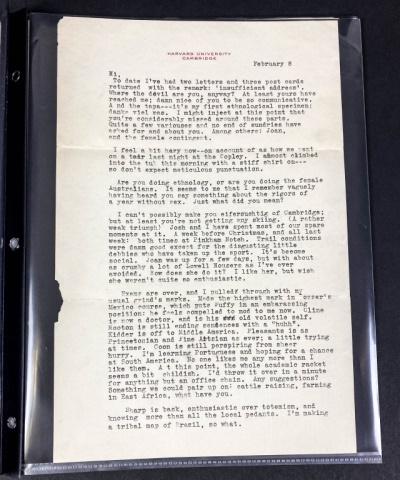 HARVARD UNIVERSITY
CAMBRIDGE
February 8
Hi,
To date I've had two letters and three post cards
returned with the remark: 'insufficient address'.
Where the devil are you, anyway? At least yours have
reached me; damn nice of you to be so communicative.
And the tapa---it's my first ethnological specimen;
danke viel mas. I might inject at this point that
you're considerably missed around these parts.
Quite a few variouses and no end of sundries have
asked for and about you. Among others: Joan,
and the female contingent.
I feel a bit hazy now--on account of as how we went
on a tear last night at the Copley. I almost climbed
into the tub this morning with a stiff shirt on---
so don't expect meticulous punctuation.
Are you doing ethnology, or are you doing the female
Australians. It seems to me that I remember vaguely
having heard you say something about the rigors of
a year without sex. Just what did you mean?
I can't possibly make you eifersuchtig of Cambridge;
but at least you're not getting any skiing. (A rather
weak triumph) Josh and I have spent most of our spare
moments at it. A week before Christmas, and all last
week: both times at Pinkham Notch. Trail conditions
were damn good except for the disgusting little
debbies who have taken up the sport. It's become
social. Joan was up for a few days, but with about
as crumby a lot of Lowell Housers as I've ever
avoided. How does she do it? I like her, but wish
she weren't quite so enthusiastic.
Exams are over, and I pulled through with my
usual grind's marks. Made the highest mark in
Mexico course, which puts Puffy in an embarassing
position: he feels compelled to nod to me now. Cline
is now a doctor, and is his old volatile self.
Hooton is still ending sentences with a "huhh".
Kidder is off to Middle America. Pleasants is as
Princetonian and Fine Artsian as ever; a little trying
at times. Coon is still perspiring from sheer
hurry. I'm learning Portuguese and hoping for a chance
at South America. No one likes me any more than I
like them. At this point, the whole academic racket
seems a bit childish. I'd throw it over in a minute
for anything but an office chain. Any suggestions?
Something we could pair up on: cattle raising, farming
in East Africa, what have you.
Sharp is back, enthusiastic over totemism, and
knowing more than all the local pedants. I'm making
a tribal map of Brazil, so what.